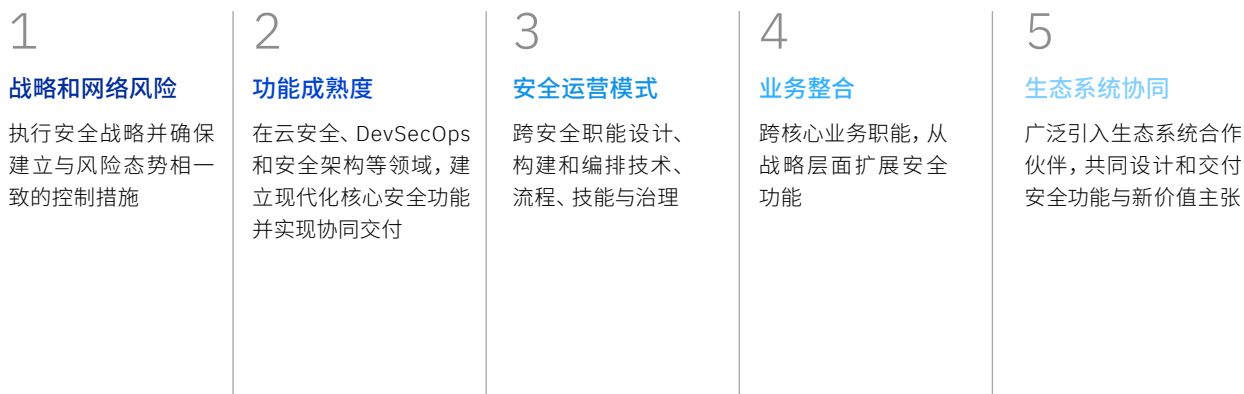 1
战略和网络风险
执行安全战略并确保
建立与风险态势相一
致的控制措施
2
功能成熟度
在云安全、DevSecOps
和安全架构等领域，建
立现代化核心安全功能
并实现协同交付
3
安全运营模式
跨安全职能设计、
构建和编排技术、
流程、技能与治理
4
业务整合
跨核心业务职能，从
战略层面扩展安全
功能
5
生态系统协同
广泛引入生态系统合作
伙伴，共同设计和交付
安全功能与新价值主张